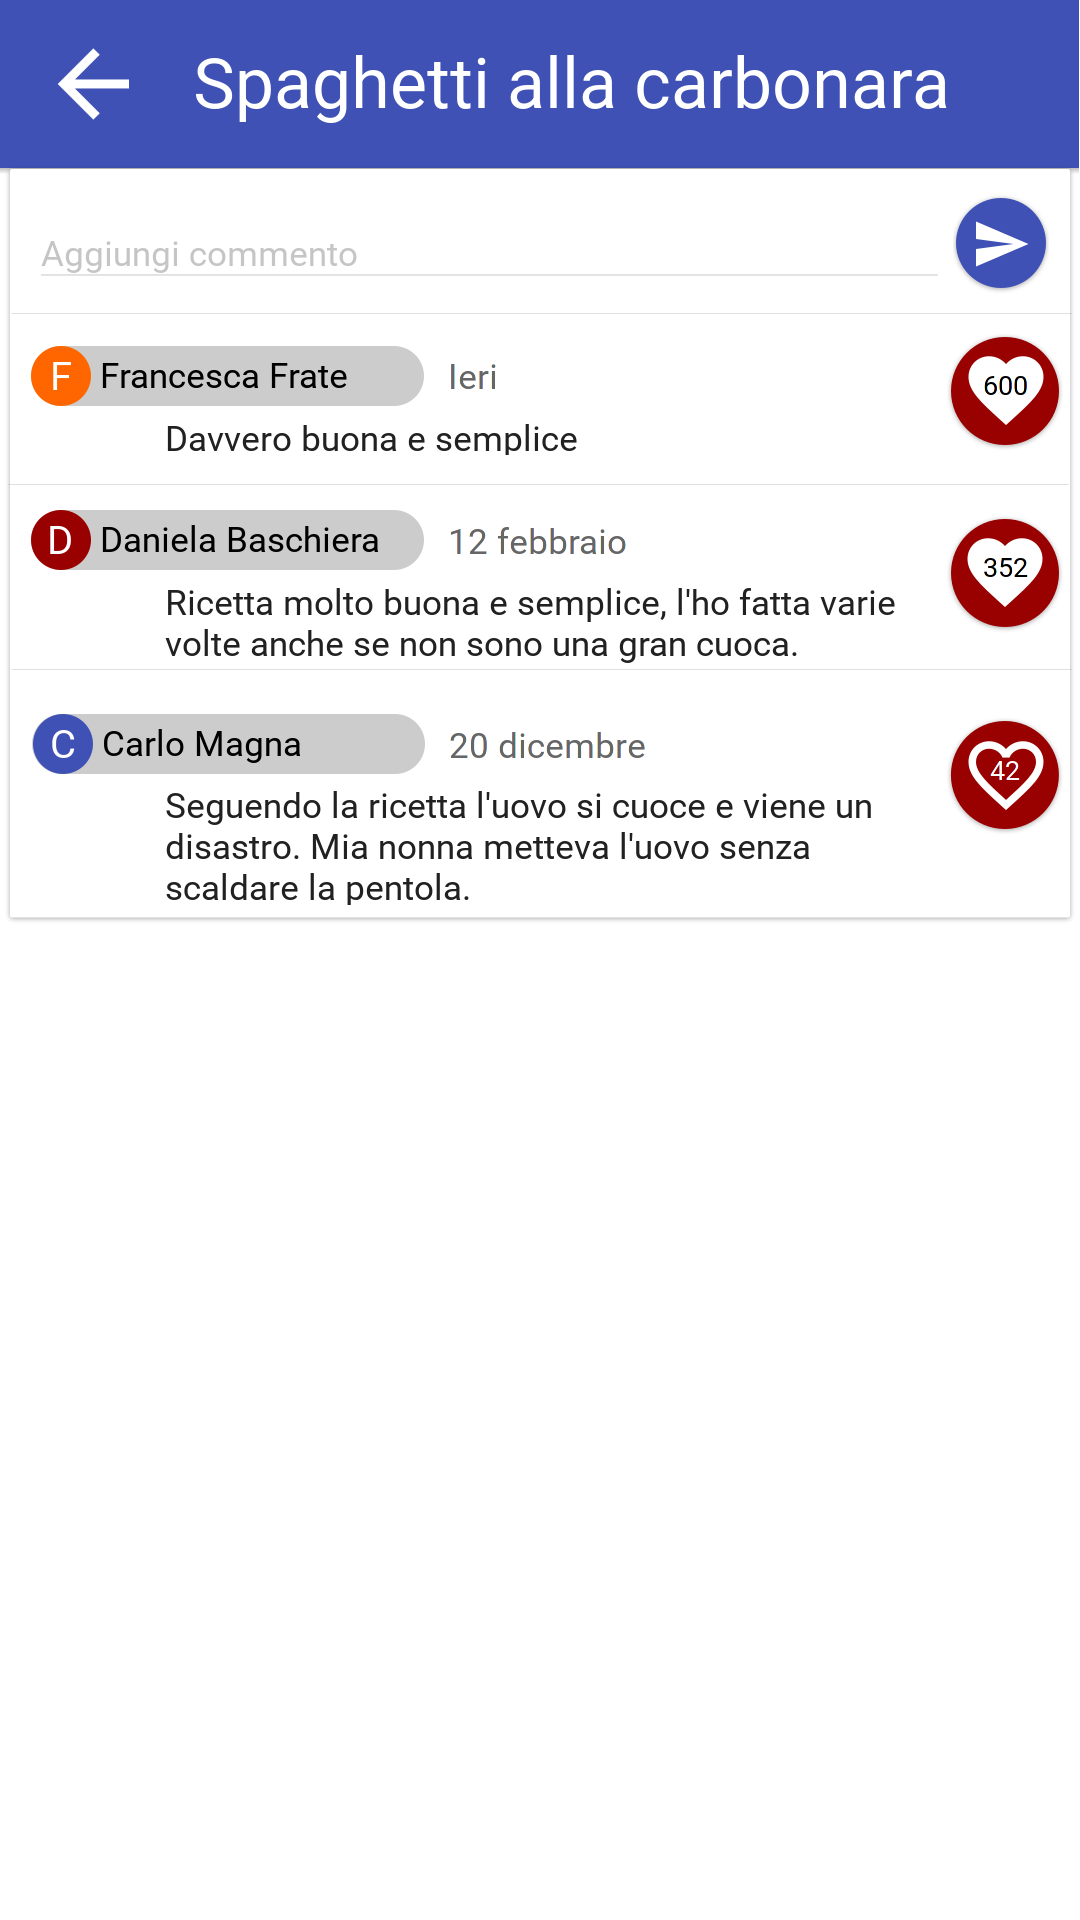 Spaghetti alla carbonara
Aggiungi commento
F Francesca Frate Ieri
600
Davvero buona e semplice
D Daniela Baschiera 12 febbraio
352
Ricetta molto buona e semplice, l'ho fatta varie
volte anche se non sono una gran cuoca.
C Carlo Magna 20 dicembre
42
Seguendo la ricetta l'uovo si cuoce e viene un
disastro. Mia nonna metteva l'uovo senza
scaldare la pentola.